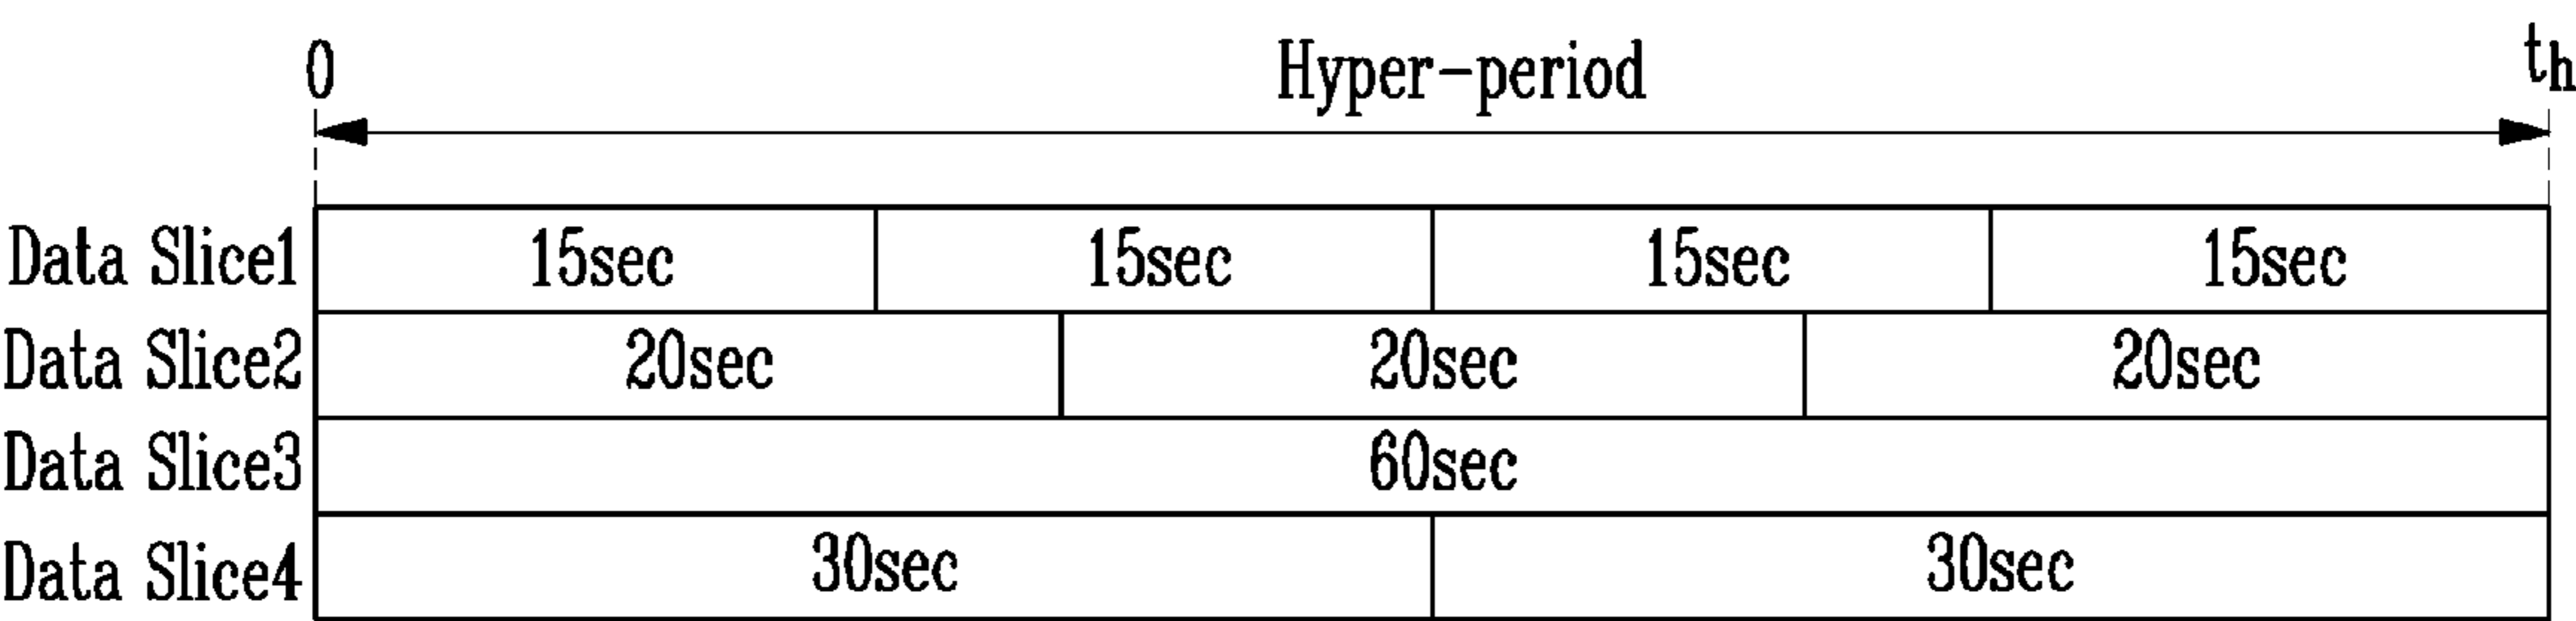 0 Hyper-period th
Data Slice1 15sec 15sec 15sec 15sec
Data Slice2 20sec 20sec 20sec
Data Slice3 60sec
Data Slice4 30sec 30sec